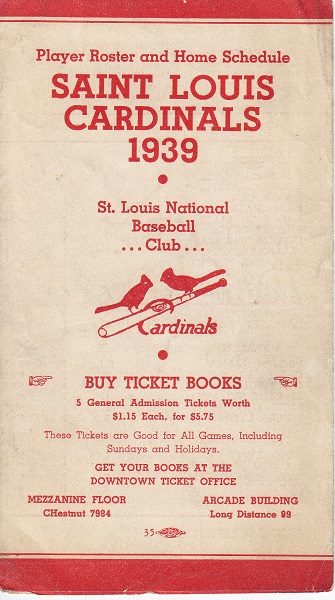 Player Roster and Home Schedule
SAINT LOUIS
CARDINALS
1939
St. Louis National
Baseball
...Club...
Cardinals
BUY TICKET BOOKS
5 General Admission Tickets Worth
$1.15 Each, for $5.75
These Tickets are Good for All Games, Including
Sundays and Holidays.
GET YOUR BOOKS AT THE
DOWNTOWN TICKET OFFICE
MEZZANINE FLOOR ARCADE BUILDING
CHestnut 7984 Long Distance 99
35